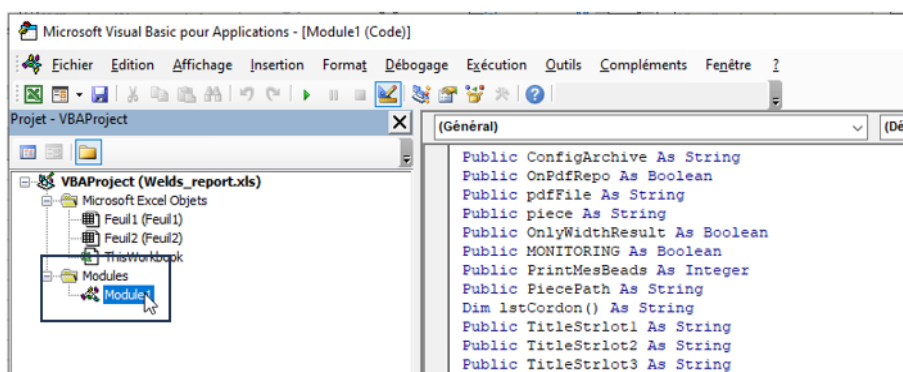 Microsoft Visual Basic pour Applications - [Module1 (Code)]
Fichier Edition Affichage Insertion Format Débogage Exécution Outils Compléments Fenêtre ?
Projet - VBAProject
(Général)
(Dé
VBAProject (Welds_report.xls)
Microsoft Excel Objets
Feuil1 (Feuil1)
Feuil2 (Feuil2)
ThisWorkbook
Modules
Module1
Public ConfigArchive As String
Public OnPdfRepo As Boolean
Public pdfFile As String
Public piece As String
Public OnlyWidthResult As Boolean
Public MONITORING As Boolean
Public PrintMesBeads As Integer
Public PiecePath As String
Dim lstCordon() As String
Public TitleStrlot1 As String
Public TitleStrlot2 As String
Public TitleStrlot3 As String